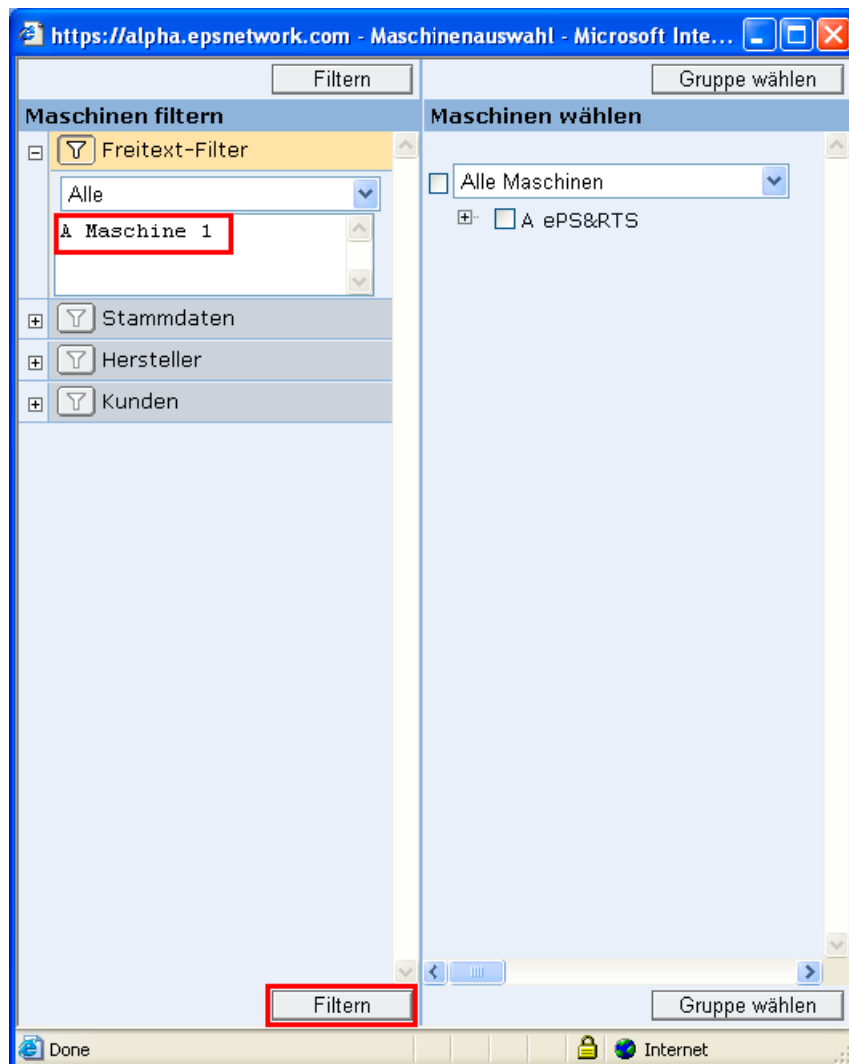 https://alpha.epsnetwork.com - Maschinenauswahl - Microsoft Inte...
Filtern
Gruppe wählen
Maschinen filtern
Maschinen wählen
Freitext-Filter
Alle
Alle Maschinen
A Maschine 1
A ePS&RTS
Stammdaten
Hersteller
Kunden
Filtern
Gruppe wählen
Done
Internet